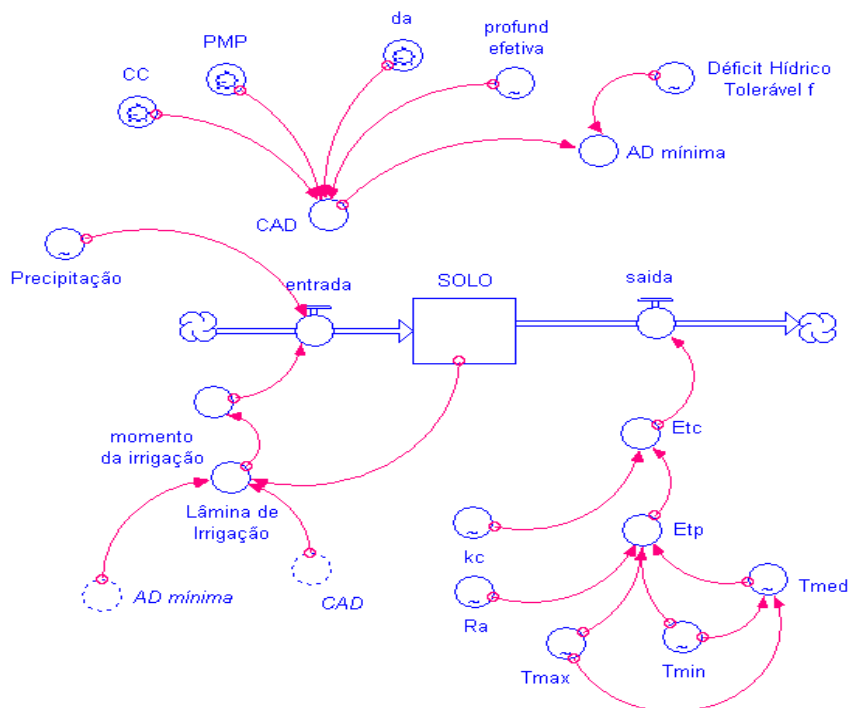 da
PMP
profund
efetiva
CC
Déficit Hídrico
Tolerável f
AD mínima
CAD
Precipitação
entrada
SOLO
saida
momento
da irrigação
Etc
Lâmina de
Irrigação
Etp
kc
AD mínima
CAD
Tmed
Ra
Tmax
Tmin